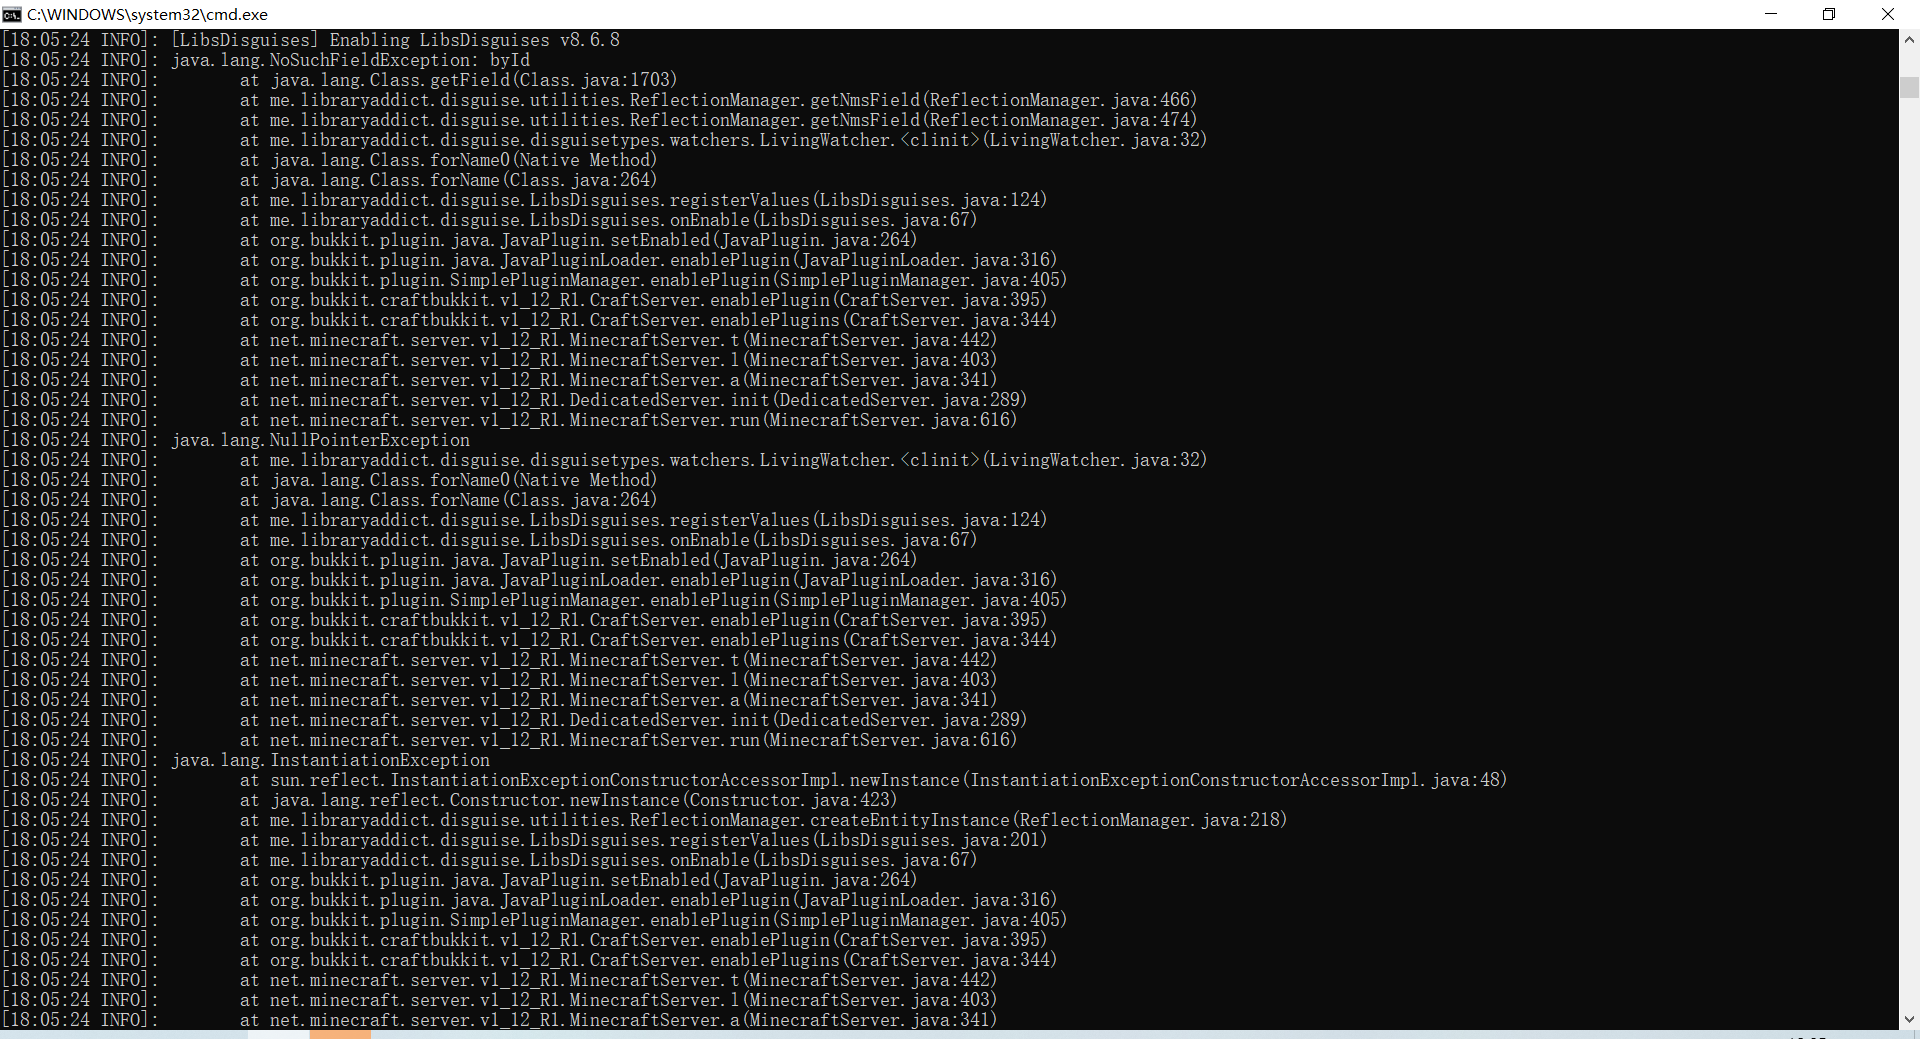 C:\WINDOWS\system32\cmd.exe
[18:05:24 INFO]: [LibsDisguises] Enabling LibsDisguises v8.6.8
[18:05:24 INFO]: java.lang.NoSuchFieldException: byId
[18:05:24 INFO]:        at java.lang.Class.getField(Class.java:1703)
[18:05:24 INFO]:        at me.libraryaddict.disguise.utilities.ReflectionManager.getNmsField(ReflectionManager.java:466)
[18:05:24 INFO]:        at me.libraryaddict.disguise.utilities.ReflectionManager.getNmsField(ReflectionManager.java:474)
[18:05:24 INFO]:        at me.libraryaddict.disguise.disguisetypes.watchers.LivingWatcher.<clinit>(LivingWatcher.java:32)
[18:05:24 INFO]:        at java.lang.Class.forName0(Native Method)
[18:05:24 INFO]:        at java.lang.Class.forName(Class.java:264)
[18:05:24 INFO]:        at me.libraryaddict.disguise.LibsDisguises.registerValues(LibsDisguises.java:124)
[18:05:24 INFO]:        at me.libraryaddict.disguise.LibsDisguises.onEnable(LibsDisguises.java:67)
[18:05:24 INFO]:        at org.bukkit.plugin.java.JavaPlugin.setEnabled(JavaPlugin.java:264)
[18:05:24 INFO]:        at org.bukkit.plugin.java.JavaPluginLoader.enablePlugin(JavaPluginLoader.java:316)
[18:05:24 INFO]:        at org.bukkit.plugin.SimplePluginManager.enablePlugin(SimplePluginManager.java:405)
[18:05:24 INFO]:        at org.bukkit.craftbukkit.v1_12_R1.CraftServer.enablePlugin(CraftServer.java:395)
[18:05:24 INFO]:        at org.bukkit.craftbukkit.v1_12_R1.CraftServer.enablePlugins(CraftServer.java:344)
[18:05:24 INFO]:        at net.minecraft.server.v1_12_R1.MinecraftServer.t(MinecraftServer.java:442)
[18:05:24 INFO]:        at net.minecraft.server.v1_12_R1.MinecraftServer.l(MinecraftServer.java:403)
[18:05:24 INFO]:        at net.minecraft.server.v1_12_R1.MinecraftServer.a(MinecraftServer.java:341)
[18:05:24 INFO]:        at net.minecraft.server.v1_12_R1.DedicatedServer.init(DedicatedServer.java:289)
[18:05:24 INFO]:        at net.minecraft.server.v1_12_R1.MinecraftServer.run(MinecraftServer.java:616)
[18:05:24 INFO]: java.lang.NullPointerException
[18:05:24 INFO]:        at me.libraryaddict.disguise.disguisetypes.watchers.LivingWatcher.<clinit>(LivingWatcher.java:32)
[18:05:24 INFO]:        at java.lang.Class.forName0(Native Method)
[18:05:24 INFO]:        at java.lang.Class.forName(Class.java:264)
[18:05:24 INFO]:        at me.libraryaddict.disguise.LibsDisguises.registerValues(LibsDisguises.java:124)
[18:05:24 INFO]:        at me.libraryaddict.disguise.LibsDisguises.onEnable(LibsDisguises.java:67)
[18:05:24 INFO]:        at org.bukkit.plugin.java.JavaPlugin.setEnabled(JavaPlugin.java:264)
[18:05:24 INFO]:        at org.bukkit.plugin.java.JavaPluginLoader.enablePlugin(JavaPluginLoader.java:316)
[18:05:24 INFO]:        at org.bukkit.plugin.SimplePluginManager.enablePlugin(SimplePluginManager.java:405)
[18:05:24 INFO]:        at org.bukkit.craftbukkit.v1_12_R1.CraftServer.enablePlugin(CraftServer.java:395)
[18:05:24 INFO]:        at org.bukkit.craftbukkit.v1_12_R1.CraftServer.enablePlugins(CraftServer.java:344)
[18:05:24 INFO]:        at net.minecraft.server.v1_12_R1.MinecraftServer.t(MinecraftServer.java:442)
[18:05:24 INFO]:        at net.minecraft.server.v1_12_R1.MinecraftServer.l(MinecraftServer.java:403)
[18:05:24 INFO]:        at net.minecraft.server.v1_12_R1.MinecraftServer.a(MinecraftServer.java:341)
[18:05:24 INFO]:        at net.minecraft.server.v1_12_R1.DedicatedServer.init(DedicatedServer.java:289)
[18:05:24 INFO]:        at net.minecraft.server.v1_12_R1.MinecraftServer.run(MinecraftServer.java:616)
[18:05:24 INFO]: java.lang.InstantiationException
[18:05:24 INFO]:        at sun.reflect.InstantiationExceptionConstructorAccessorImpl.newInstance(InstantiationExceptionConstructorAccessorImpl.java:48)
[18:05:24 INFO]:        at java.lang.reflect.Constructor.newInstance(Constructor.java:423)
[18:05:24 INFO]:        at me.libraryaddict.disguise.utilities.ReflectionManager.createEntityInstance(ReflectionManager.java:218)
[18:05:24 INFO]:        at me.libraryaddict.disguise.LibsDisguises.registerValues(LibsDisguises.java:201)
[18:05:24 INFO]:        at me.libraryaddict.disguise.LibsDisguises.onEnable(LibsDisguises.java:67)
[18:05:24 INFO]:        at org.bukkit.plugin.java.JavaPlugin.setEnabled(JavaPlugin.java:264)
[18:05:24 INFO]:        at org.bukkit.plugin.java.JavaPluginLoader.enablePlugin(JavaPluginLoader.java:316)
[18:05:24 INFO]:        at org.bukkit.plugin.SimplePluginManager.enablePlugin(SimplePluginManager.java:405)
[18:05:24 INFO]:        at org.bukkit.craftbukkit.v1_12_R1.CraftServer.enablePlugin(CraftServer.java:395)
[18:05:24 INFO]:        at org.bukkit.craftbukkit.v1_12_R1.CraftServer.enablePlugins(CraftServer.java:344)
[18:05:24 INFO]:        at net.minecraft.server.v1_12_R1.MinecraftServer.t(MinecraftServer.java:442)
[18:05:24 INFO]:        at net.minecraft.server.v1_12_R1.MinecraftServer.l(MinecraftServer.java:403)
[18:05:24 INFO]:        at net.minecraft.server.v1_12_R1.MinecraftServer.a(MinecraftServer.java:341)